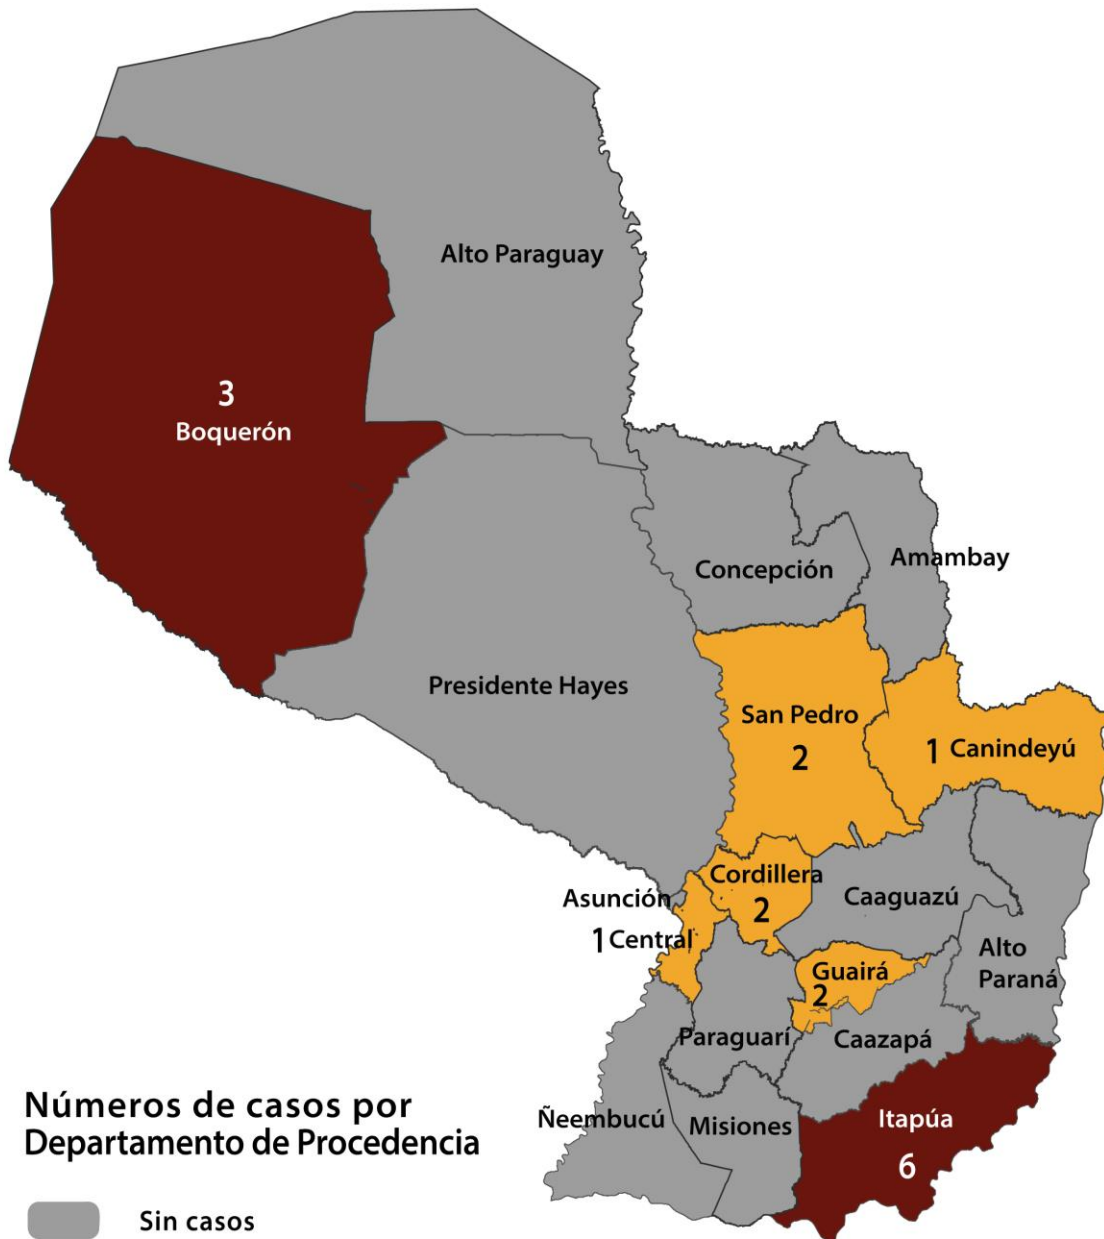 Alto Paraguay
3
Boquerón
Concepción
Amambay
Presidente Hayes
San Pedro
2
1 Canindeyú
Cordillera
2
Asunción
1 Central
Caaguazú
Guairá
2
Alto
Paraná
Paraguarí
Caazapá
Ñeembucú
Misiones
Itapúa
6
Números de casos por
Departamento de Procedencia
Sin casos